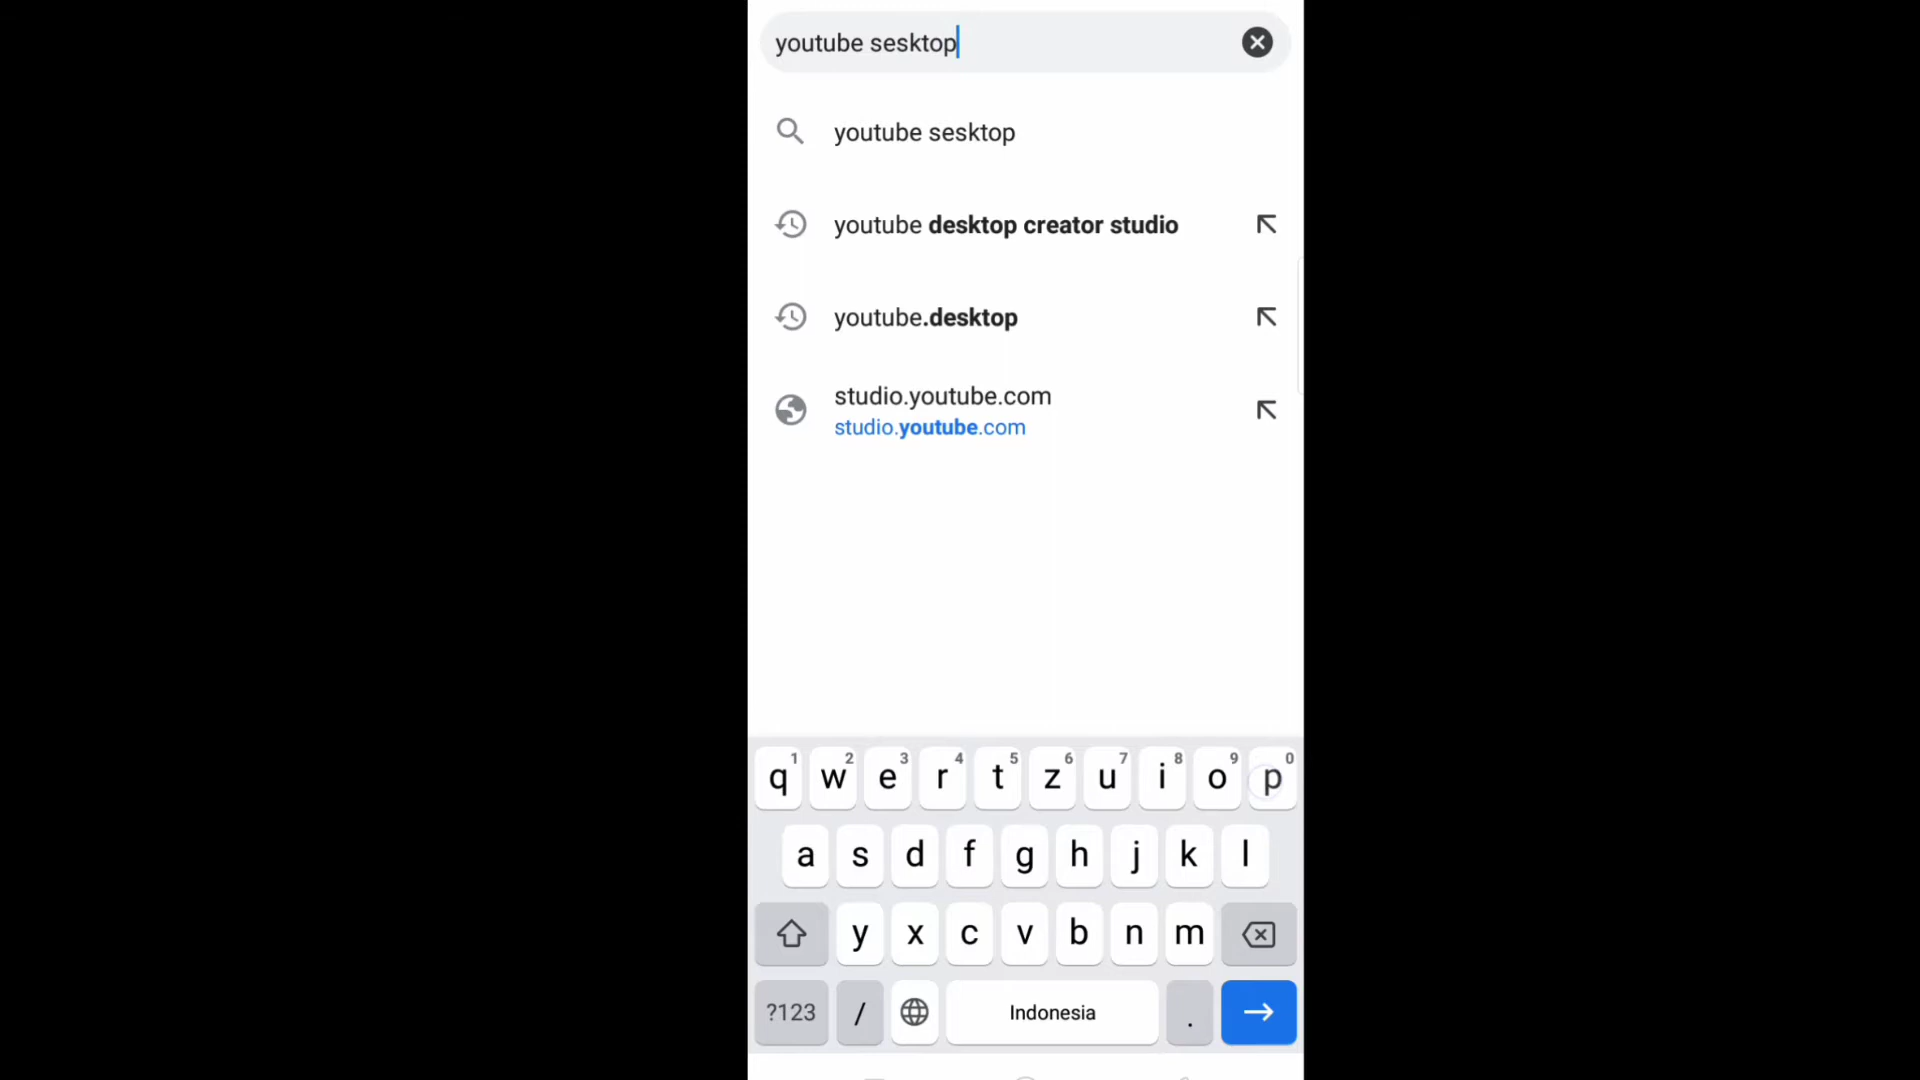 youtube sesktop
youtube sesktop
youtube desktop creator studio
youtube.desktop
studio.youtube.com
studio.youtube.com
1 2 3 4 5 6 7 8 9 0
q w e r t z u i o p
a s d f g h j k l
y x c v b n m
?123 / Indonesia .